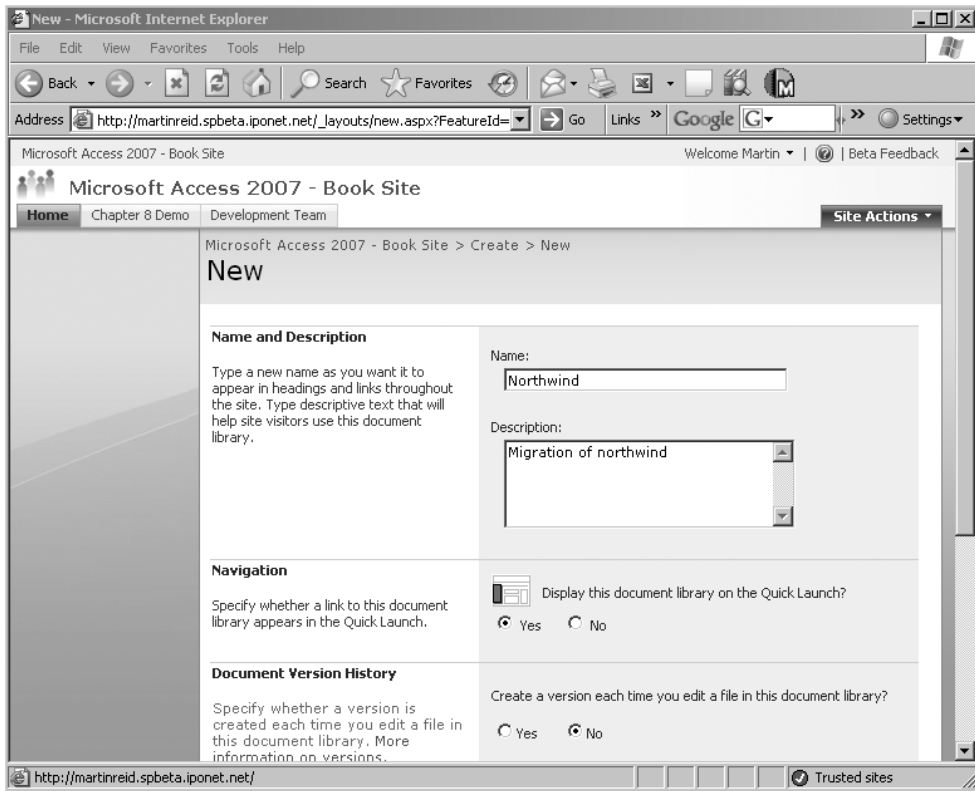 New - Microsoft Internet Explorer
File Edit View Favorites Tools Help
Back Search Favorites
Address http://martinreid.spbeta.iponet.net/_layouts/new.aspx?FeatureId= Go Links » Google G » Settings
Microsoft Access 2007 - Book Site Welcome Martin | Beta Feedback
Microsoft Access 2007 - Book Site
Home Chapter 8 Demo Development Team Site Actions
Microsoft Access 2007 - Book Site > Create > New
New
Name and Description
Type a new name as you want it to
appear in headings and links throughout
the site. Type descriptive text that will
help site visitors use this document
library.
Name:
Northwind
Description:
Migration of northwind
Navigation
Specify whether a link to this document
library appears in the Quick Launch.
Display this document library on the Quick Launch?
Yes No
Document Version History
Specify whether a version is
created each time you edit a file in
this document library. More
information on versions.
Create a version each time you edit a file in this document library?
Yes No
http://martinreid.spbeta.iponet.net/ Trusted sites